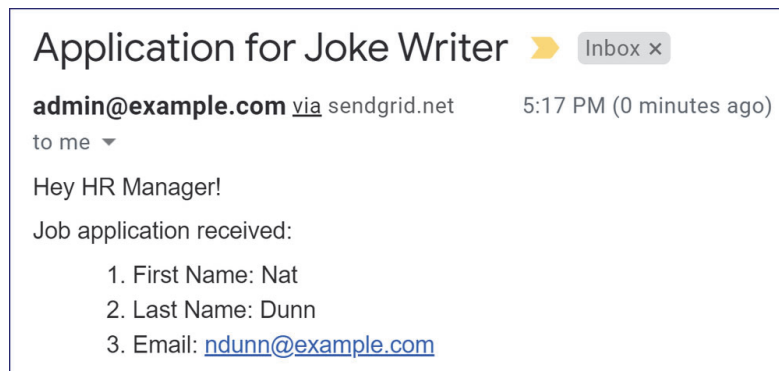 Application for Joke Writer Inbox ×
admin@example.com via sendgrid.net 5:17 PM (0 minutes ago)
to me
Hey HR Manager!
Job application received:
1. First Name: Nat
2. Last Name: Dunn
3. Email: ndunn@example.com